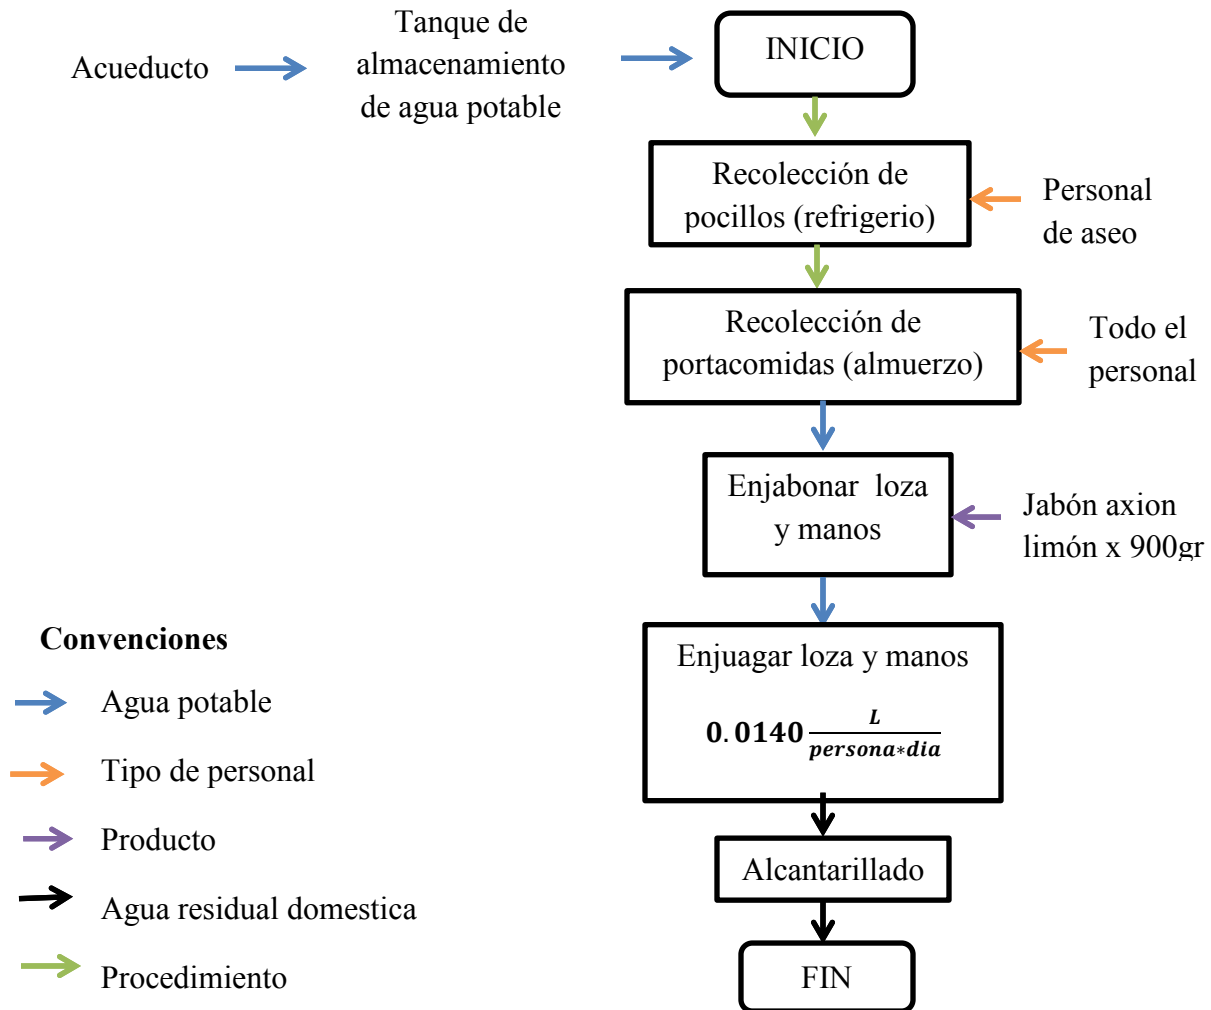 Acueducto
Tanque de
almacenamiento
de agua potable
INICIO
Recolección de
pocillos (refrigerio)
Personal
de aseo
Recolección de
portacomidas (almuerzo)
Todo el
personal
Enjabonar loza
y manos
Jabón axion
limón x 900gr
Enjuagar loza y manos
0.0140 L/persona*dia
Alcantarillado
FIN
Convenciones
Agua potable
Tipo de personal
Producto
Agua residual domestica
Procedimiento